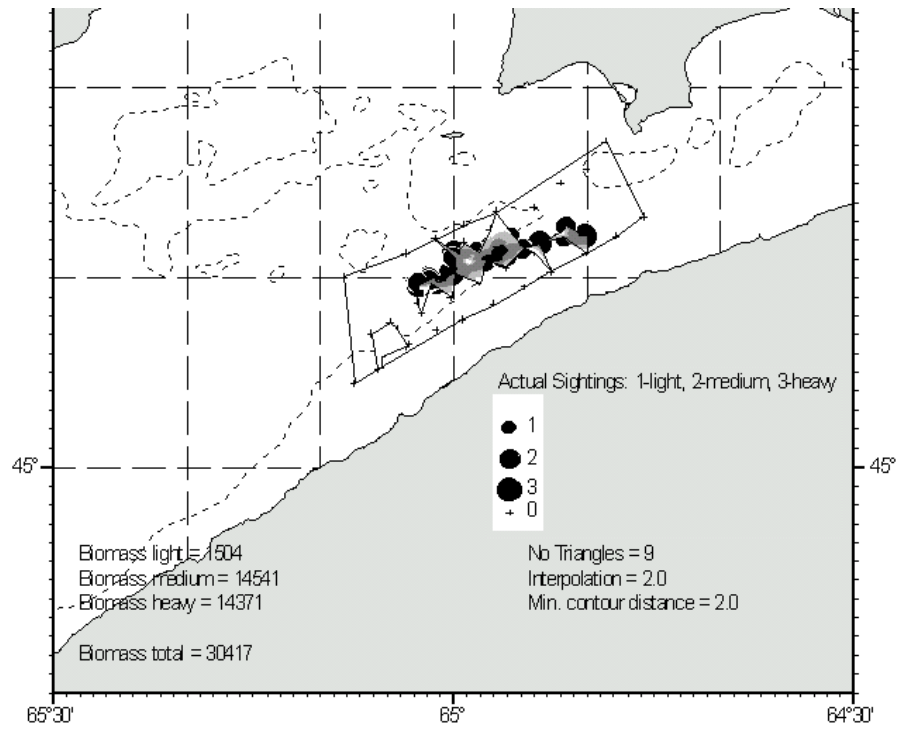 Actual Sightings: 1-light, 2-medium, 3-heavy
1
2
3
0
45°
45°
Biomass light = 1504
Biomass medium = 14541
Biomass heavy = 14371
Biomass total = 30417
No Triangles = 9
Interpolation = 2.0
Min. contour distance = 2.0
65°30'
65°
64°30'